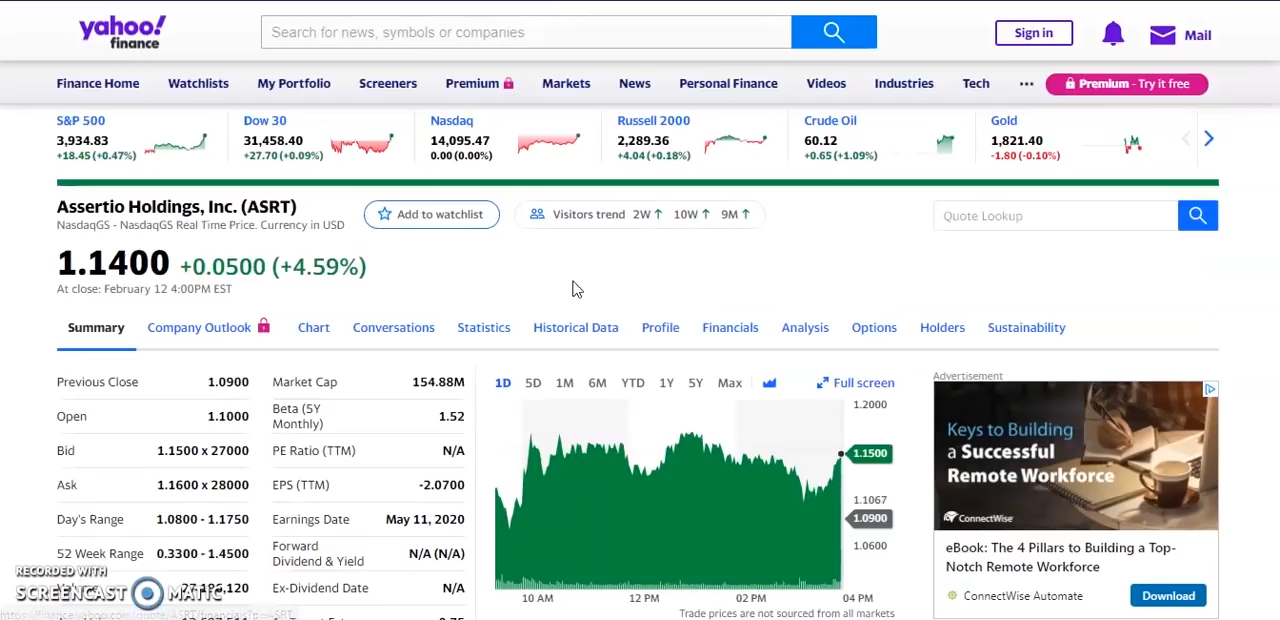 yahoo!
finance
Search for news, symbols or companies
Sign in
Mail
Finance Home Watchlists My Portfolio Screeners Premium Markets News Personal Finance Videos Industries Tech ••• Premium - Try it free
S&P 500 Dow 30 Nasdaq Russell 2000 Crude Oil Gold
3,934.83 31,458.40 14,095.47 2,289.36 60.12 1,821.40
+18.45 (+0.47%) +27.70 (+0.09%) 0.00 (0.00%) +4.04 (+0.18%) +0.65 (+1.09%) -1.80 (-0.10%)
Assertio Holdings, Inc. (ASRT)
NasdaqGS - NasdaqGS Real Time Price. Currency in USD
Add to watchlist
Visitors trend 2W↑ 10W↑ 9M↑
Quote Lookup
1.1400 +0.0500 (+4.59%)
At close: February 12 4:00PM EST
Summary Company Outlook Chart Conversations Statistics Historical Data Profile Financials Analysis Options Holders Sustainability
Previous Close 1.0900
Open 1.1000
Bid 1.1500 x 27000
Ask 1.1600 x 28000
Day's Range 1.0800 - 1.1750
52 Week Range 0.3300 - 1.4500
Market Cap 154.88M
Beta (5Y
Monthly) 1.52
PE Ratio (TTM) N/A
EPS (TTM) -2.0700
Earnings Date May 11, 2020
Forward
Dividend & Yield N/A (N/A)
Ex-Dividend Date N/A
1D 5D 1M 6M YTD 1Y 5Y Max Full screen
1.2000
1.1500
1.1067
1.0900
1.0600
10 AM 12 PM 02 PM 04 PM
Trade prices are not sourced from all markets
Advertisement
Keys to Building
a Successful
Remote Workforce
ConnectWise
eBook: The 4 Pillars to Building a Top-
Notch Remote Workforce
ConnectWise Automate
Download
RECORDED WITH
SCREENCAST MATIC